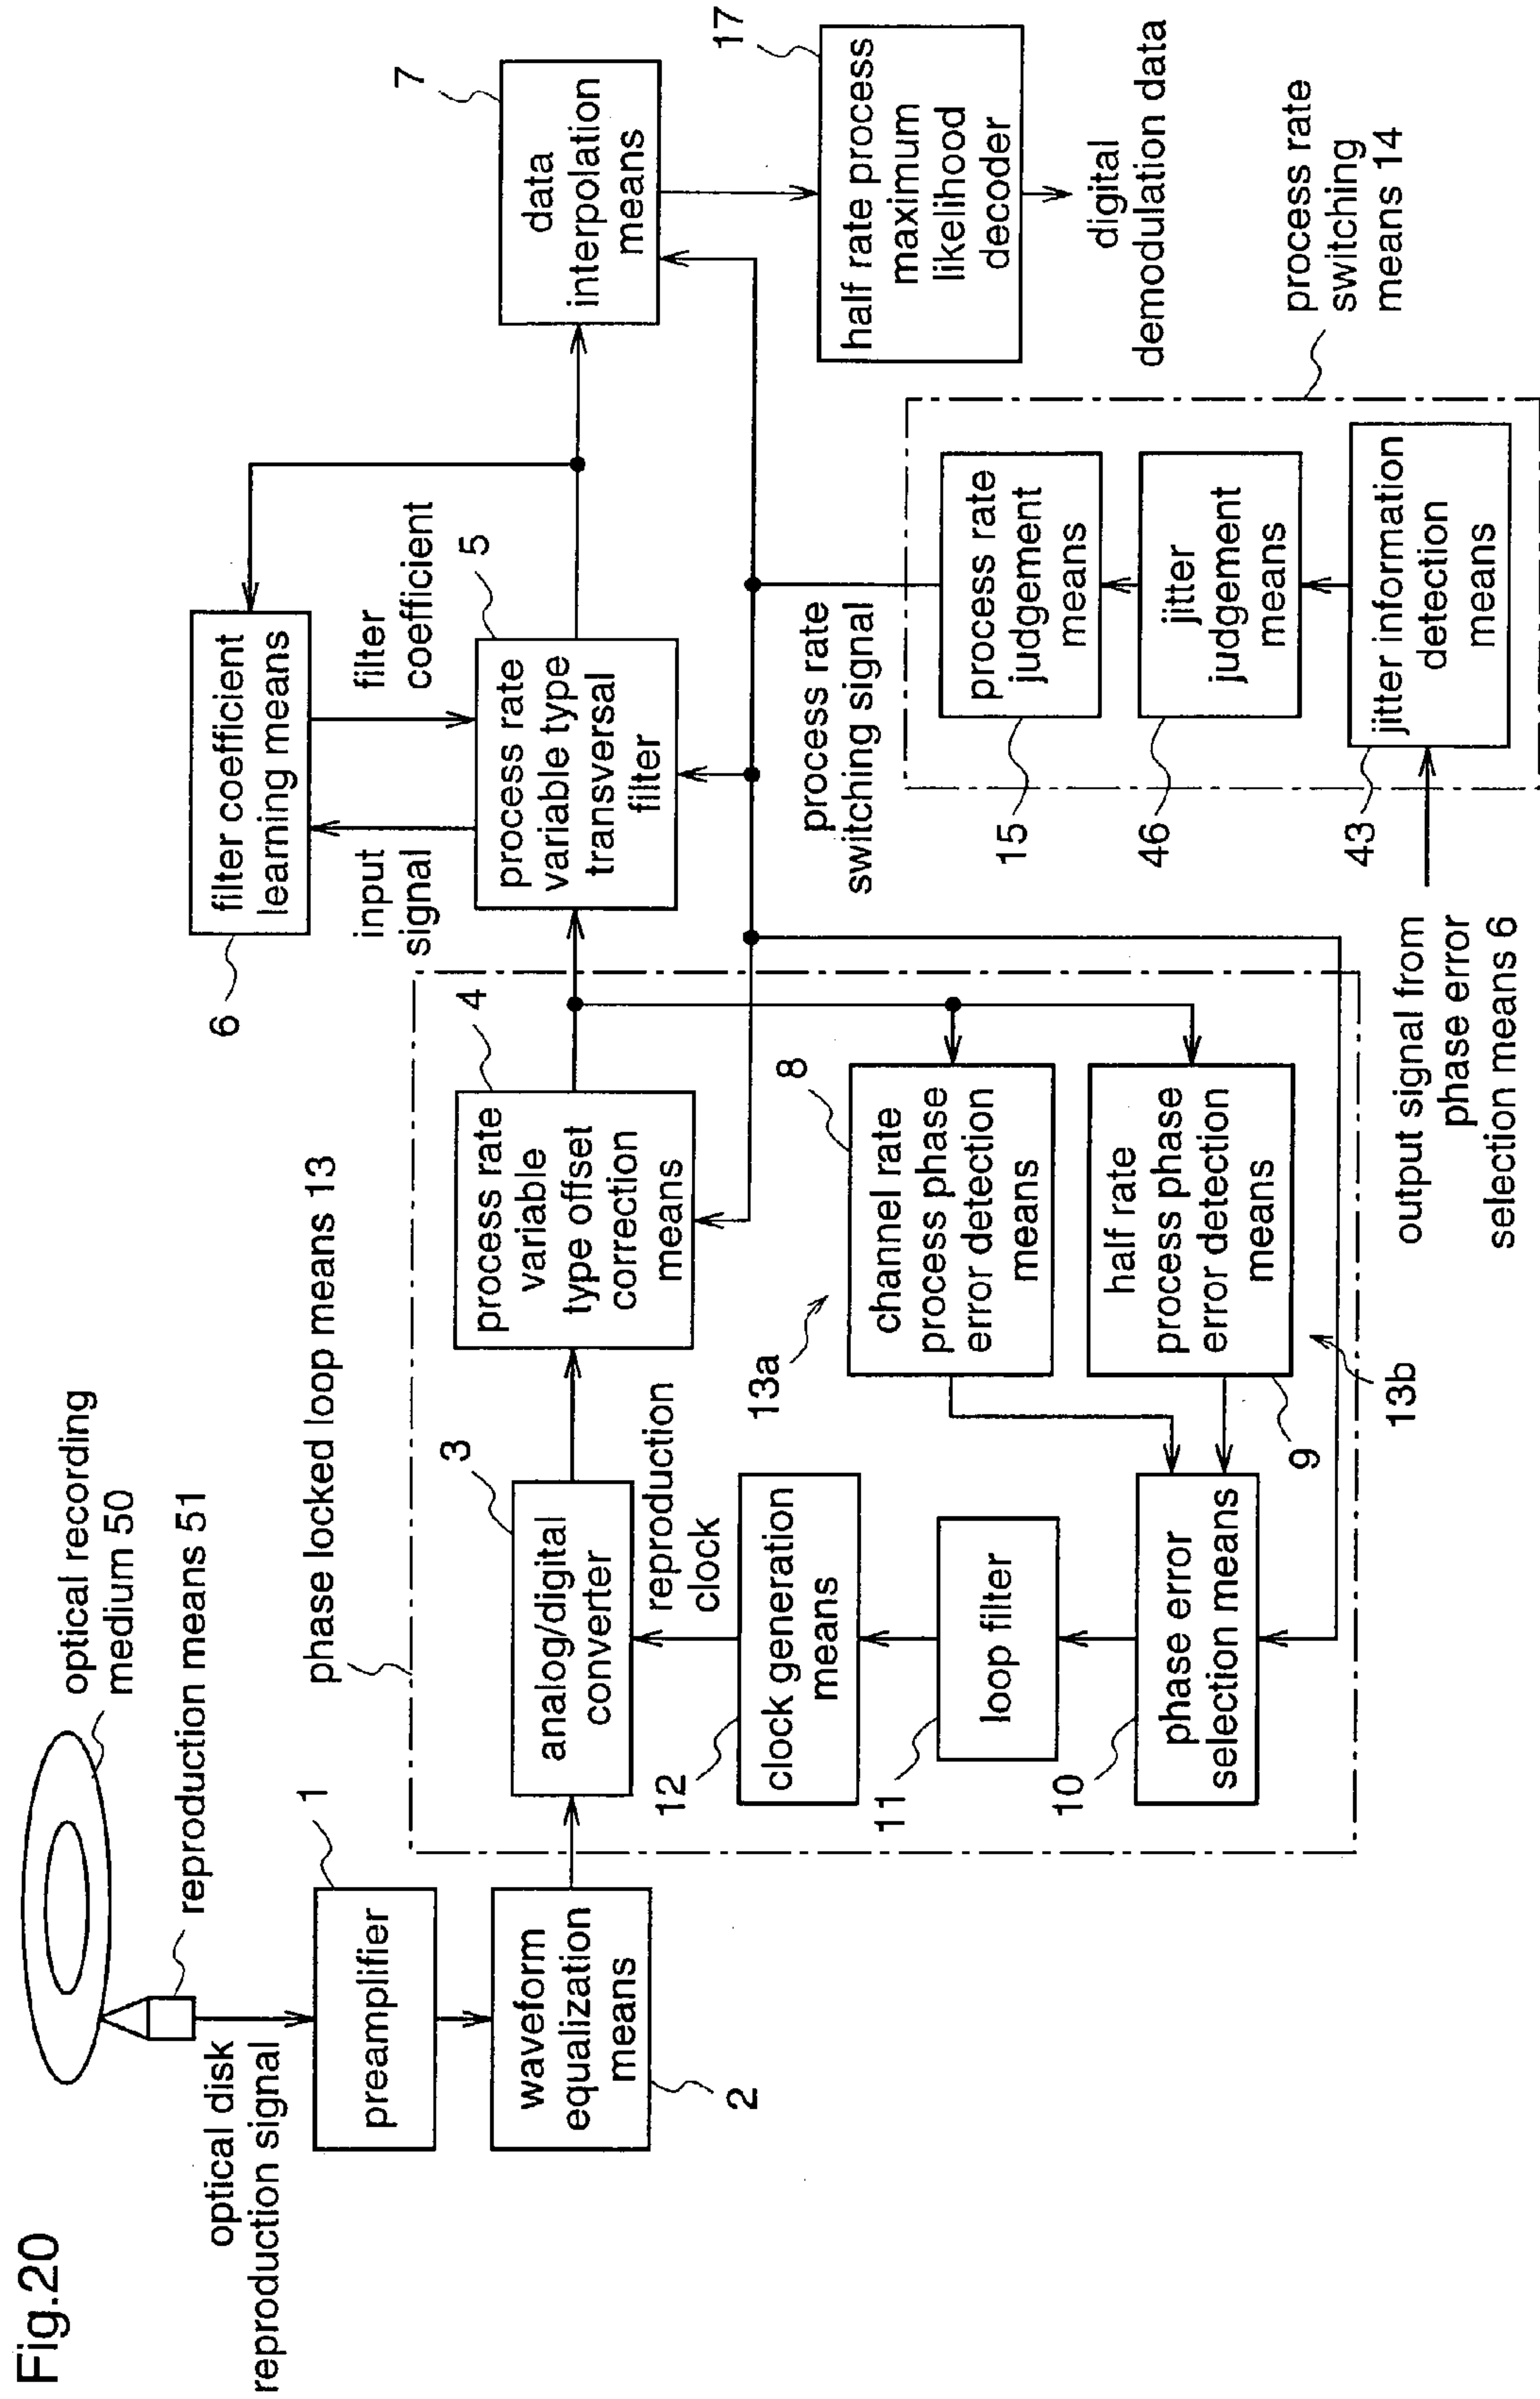 Fig.20
optical recording
medium 50
reproduction means 51
optical disk
reproduction signal
1
preamplifier
waveform
equalization
means
2
phase locked loop means 13
3
analog/digital
converter
reproduction
clock
4
process rate
variable
type offset
correction
means
12
clock generation
means
11
loop filter
10
phase error
selection means
13a
8
channel rate
process phase
error detection
means
half rate
process phase
error detection
means
9
13b
6
filter coefficient
learning means
input
signal
filter
coefficient
5
process rate
variable type
transversal
filter
7
data
interpolation
means
17
half rate process
maximum
likelihood
decoder
digital
demodulation data
process rate
switching signal
process rate
switching
means 14
15
process rate
judgement
means
46
jitter
judgement
means
43
jitter information
detection
means
output signal from
phase error
selection means 6